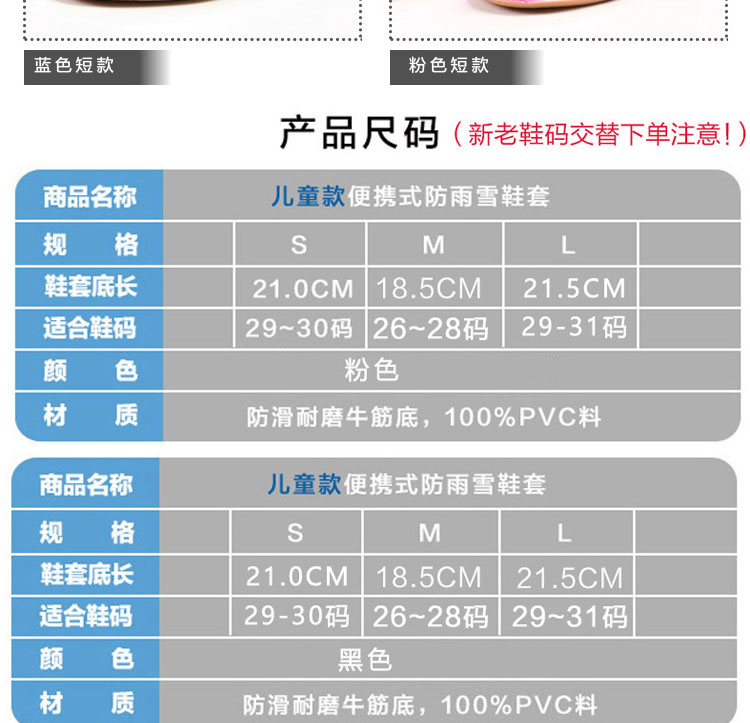 蓝色短款 粉色短款
产品尺码（新老鞋码交替下单注意！）
商品名称 儿童款便携式防雨雪鞋套
规 格 S M L
鞋套底长 21.0CM 18.5CM 21.5CM
适合鞋码 29~30码 26~28码 29-31码
颜 色 粉色
材 质 防滑耐磨牛筋底，100%PVC料
商品名称 儿童款便携式防雨雪鞋套
规 格 S M L
鞋套底长 21.0CM 18.5CM 21.5CM
适合鞋码 29-30码 26~28码 29~31码
颜 色 黑色
材 质 防滑耐磨牛筋底，100%PVC料